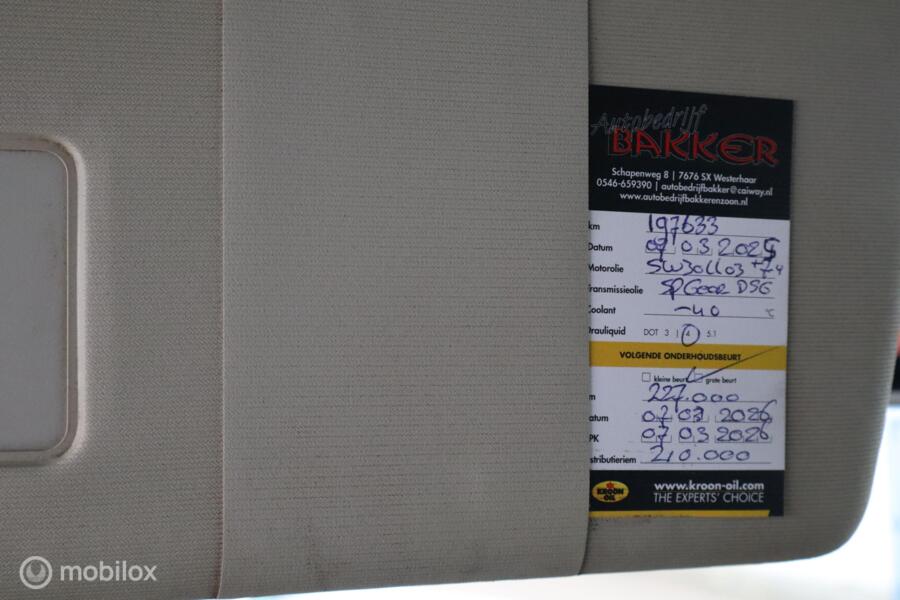 Autobedrijf
BAKKER
Schapenweg 8 | 7676 SX Westerhaar
0546-659390 | autobedrijfbakker@caiway.nl
www.autobedrijfbakkerenzoon.nl
km 197633
Datum 07 03 2025
Motorolie 5W30LL03
Transmissieolie SP Gear DSG
Coolant -40 °C
Drauliquid DOT 3 | 4 | 5.1
VOLGENDE ONDERHOUDSBEURT
kleine beurt grote beurt
m 227.000
atum 07 03 2026
PK 07 03 2026
istributieriem 210.000
KROON OIL
www.kroon-oil.com
THE EXPERTS' CHOICE
mobilox